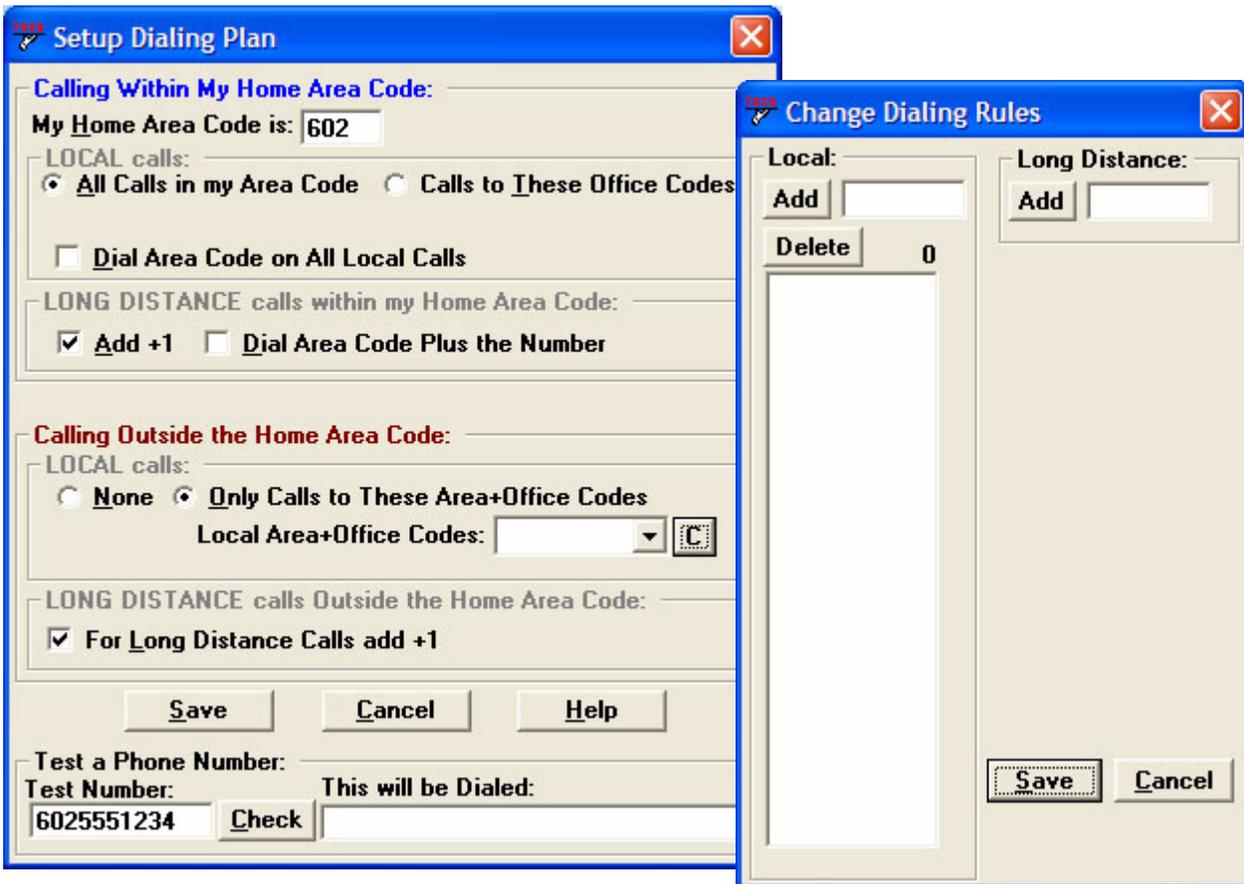 Setup Dialing Plan
Calling Within My Home Area Code:
My Home Area Code is: 602
LOCAL calls:
All Calls in my Area Code Calls to These Office Codes
Dial Area Code on All Local Calls
LONG DISTANCE calls within my Home Area Code:
Add +1 Dial Area Code Plus the Number
Calling Outside the Home Area Code:
LOCAL calls:
None Only Calls to These Area+Office Codes
Local Area+Office Codes: C
LONG DISTANCE calls Outside the Home Area Code:
For Long Distance Calls add +1
Save Cancel Help
Test a Phone Number:
Test Number: This will be Dialed:
6025551234 Check
Change Dialing Rules
Local: Long Distance:
Add Add
Delete 0
Save Cancel